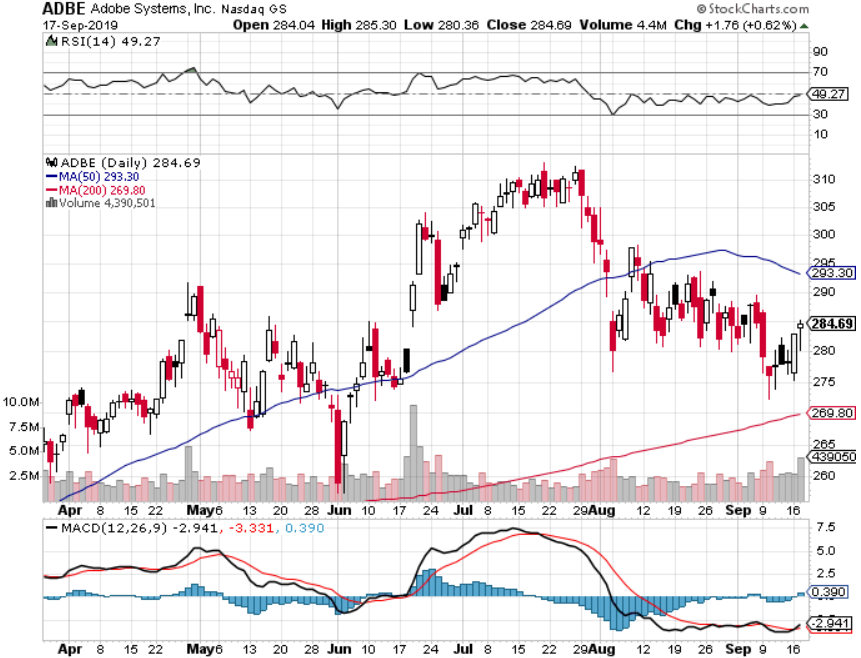 ADBE Adobe Systems, Inc. Nasdaq GS © StockCharts.com
17-Sep-2019 Open 284.04 High 285.30 Low 280.36 Close 284.69 Volume 4.4M Chg +1.76 (+0.62%)
RSI(14) 49.27
90
70
49.27
30
10
ADBE (Daily) 284.69
MA(50) 293.30
MA(200) 269.80
Volume 4,390,501
310
305
300
295
293.30
290
284.69
280
275
10.0M
269.80
7.5M
265
5.0M
439050
2.5M
260
Apr 8 15 22 May 6 13 20 28 Jun 10 17 24 Jul 8 15 22 29 Aug 12 19 26 Sep 9 16
MACD(12,26,9) -2.941, -3.331, 0.390
7.5
5.0
2.5
0.390
-2.941
Apr 8 15 22 May 6 13 20 28 Jun 10 17 24 Jul 8 15 22 29 Aug 12 19 26 Sep 9 16